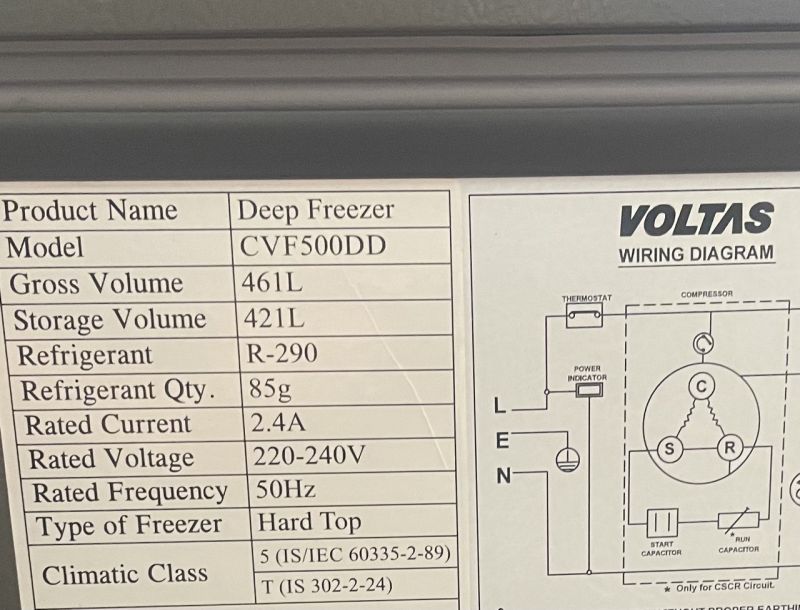 Product Name Deep Freezer
Model CVF500DD
Gross Volume 461L
Storage Volume 421L
Refrigerant R-290
Refrigerant Qty. 85g
Rated Current 2.4A
Rated Voltage 220-240V
Rated Frequency 50Hz
Type of Freezer Hard Top
Climatic Class 5 (IS/IEC 60335-2-89)
T (IS 302-2-24)
VOLTAS
WIRING DIAGRAM
THERMOSTAT
COMPRESSOR
POWER
INDICATOR
L
E
N
C
S
R
START
CAPACITOR
* RUN
CAPACITOR
* Only for CSCR Circuit.